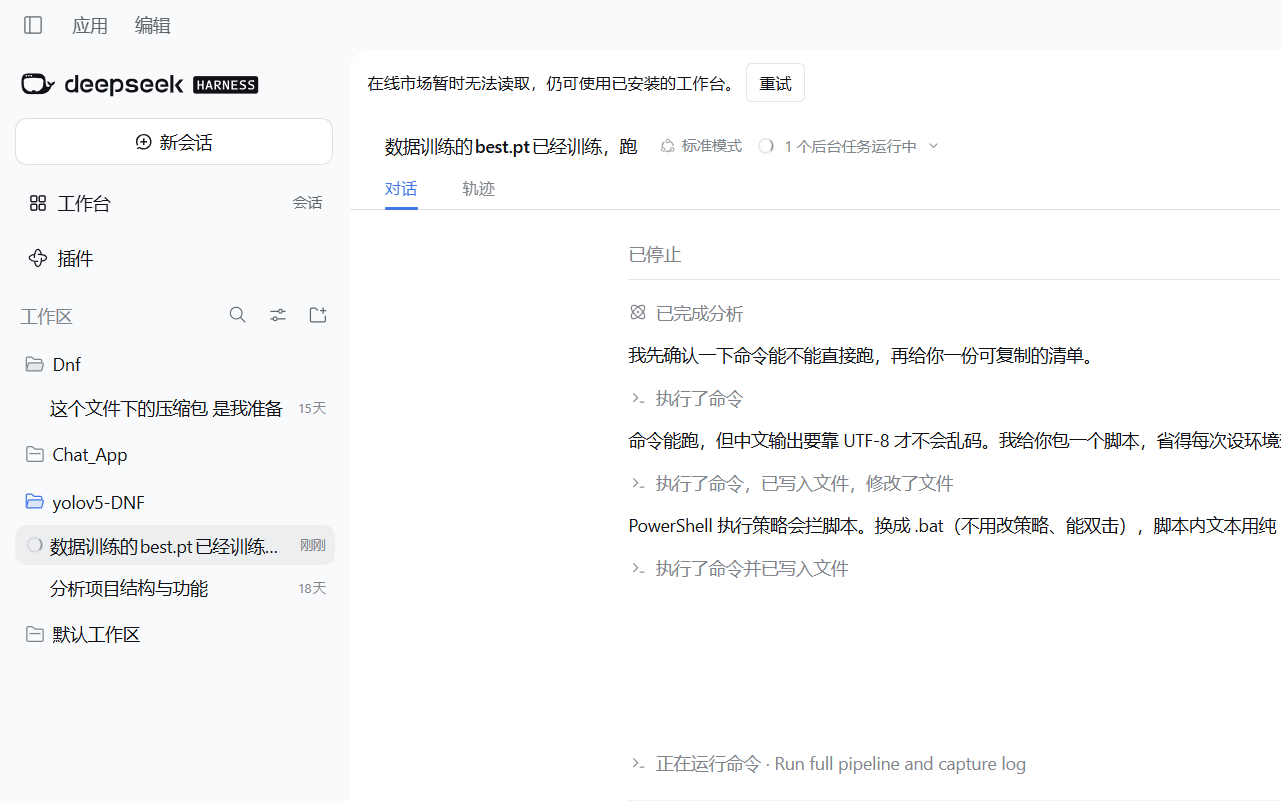 应用 编辑
deepseek HARNESS
新会话
工作台 会话
插件
工作区
Dnf
这个文件下的压缩包 是我准备 15天
Chat_App
yolov5-DNF
数据训练的 best.pt 已经训练... 刚刚
分析项目结构与功能 18天
默认工作区
在线市场暂时无法读取，仍可使用已安装的工作台。 重试
数据训练的 best.pt 已经训练，跑 标准模式 1 个后台任务运行中
对话 轨迹
已停止
已完成分析
我先确认一下命令能不能直接跑，再给你一份可复制的清单。
执行了命令
命令能跑，但中文输出要靠 UTF-8 才不会乱码。我给你包一个脚本，省得每次设环境
执行了命令，已写入文件，修改了文件
PowerShell 执行策略会拦脚本。换成 .bat（不用改策略、能双击），脚本内文本用纯
执行了命令并已写入文件
正在运行命令 · Run full pipeline and capture log